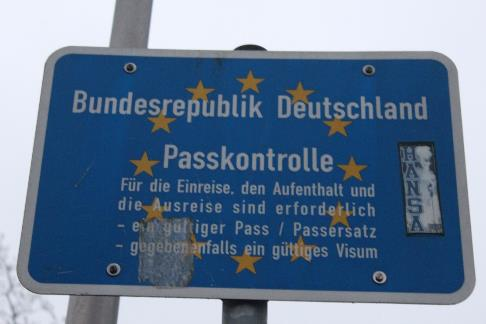 Bundesrepublik Deutschland
Passkontrolle
Für die Einreise, den Aufenthalt und
die Ausreise sind erforderlich
- ein gültiger Pass / Passersatz
- gegebenenfalls ein gültiges Visum
HANSA